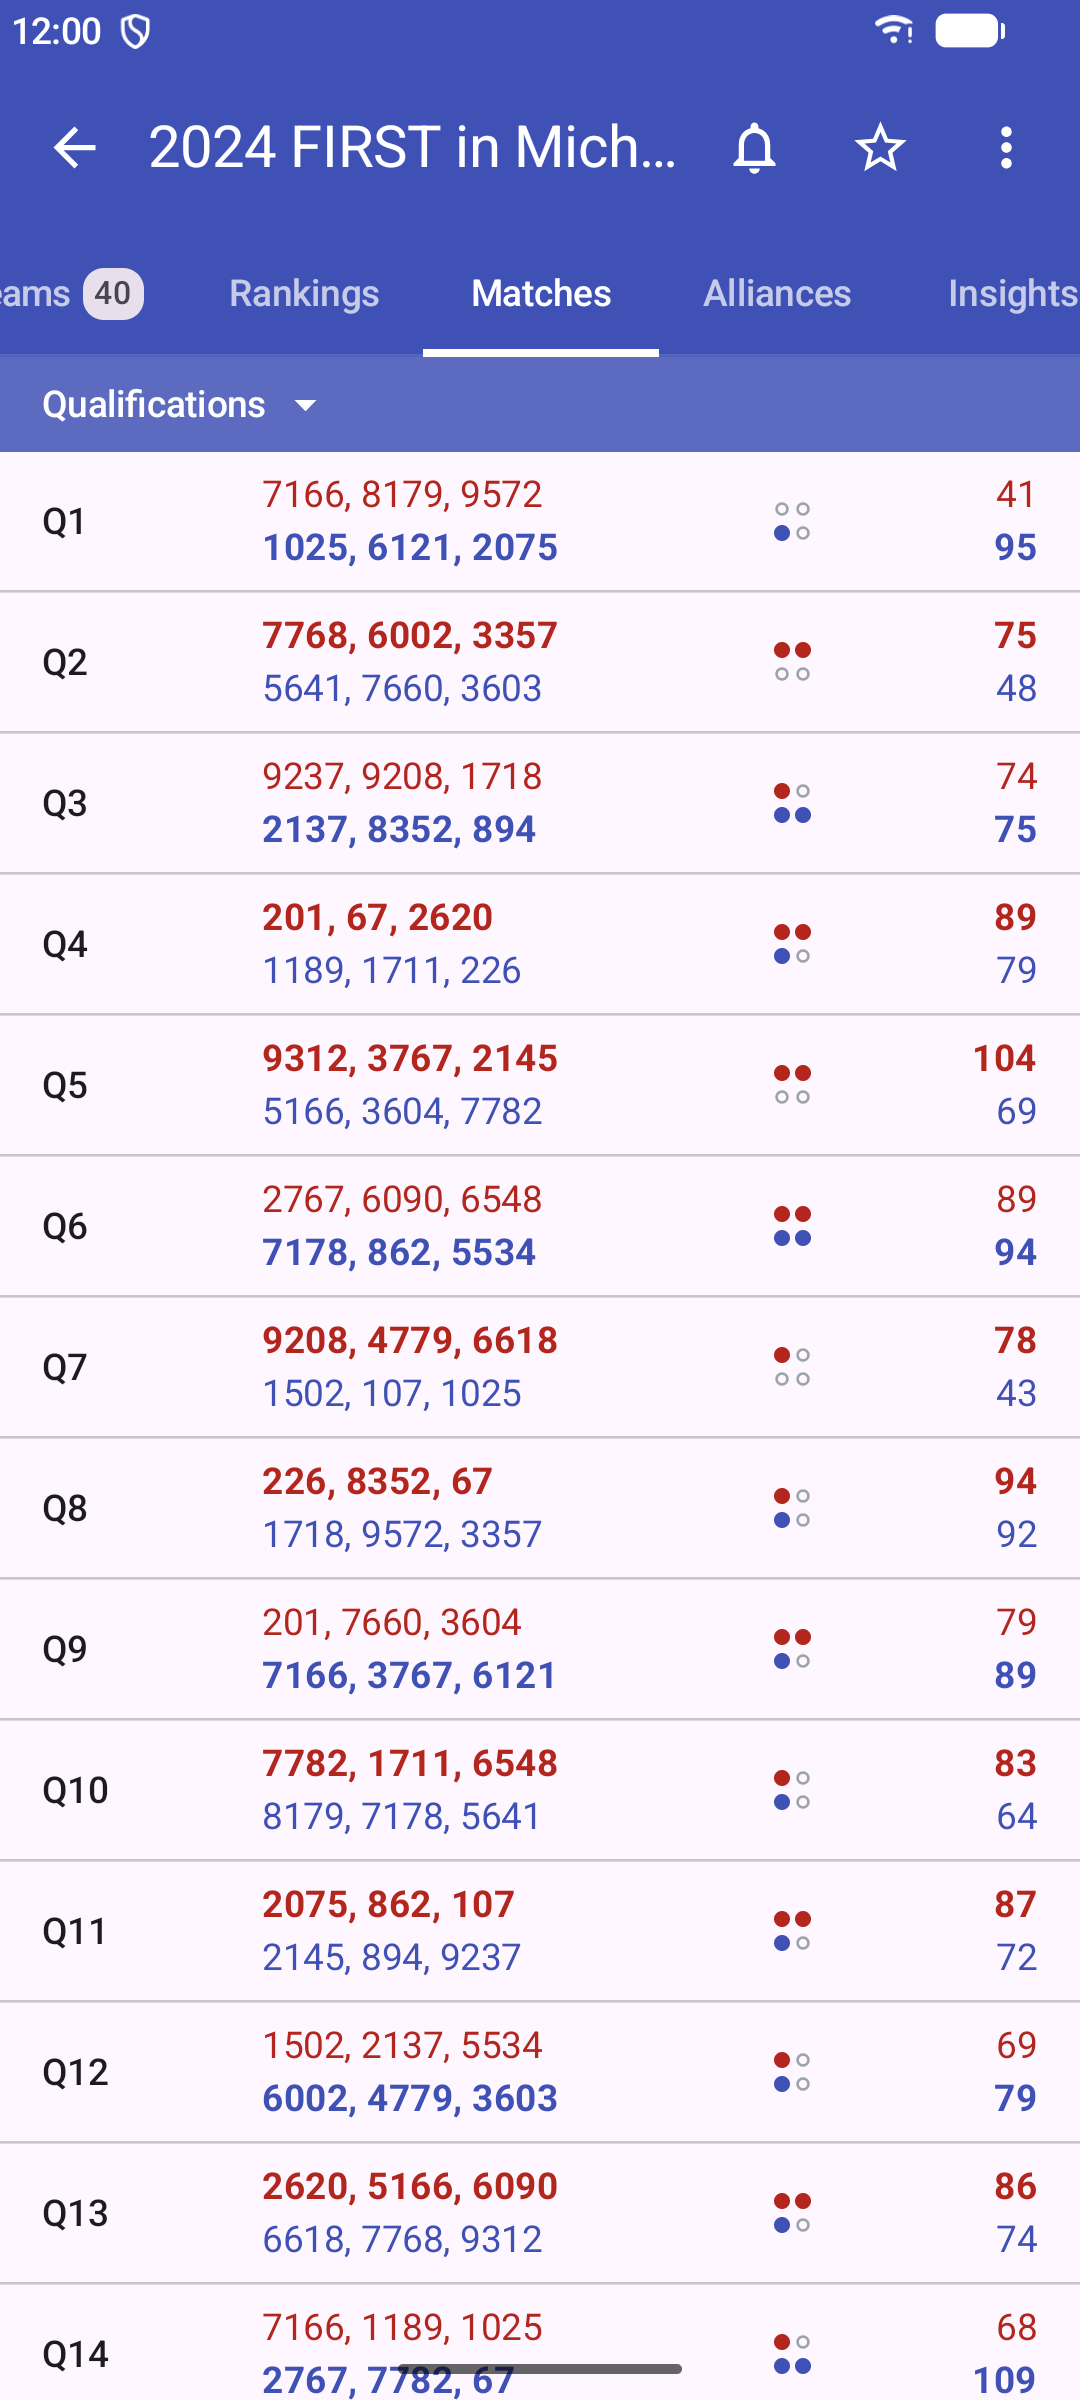 12:00
2024 FIRST in Mich...
eams 40 Rankings Matches Alliances Insights
Qualifications
Q1
7166, 8179, 9572 41
1025, 6121, 2075 95
Q2
7768, 6002, 3357 75
5641, 7660, 3603 48
Q3
9237, 9208, 1718 74
2137, 8352, 894 75
Q4
201, 67, 2620 89
1189, 1711, 226 79
Q5
9312, 3767, 2145 104
5166, 3604, 7782 69
Q6
2767, 6090, 6548 89
7178, 862, 5534 94
Q7
9208, 4779, 6618 78
1502, 107, 1025 43
Q8
226, 8352, 67 94
1718, 9572, 3357 92
Q9
201, 7660, 3604 79
7166, 3767, 6121 89
Q10
7782, 1711, 6548 83
8179, 7178, 5641 64
Q11
2075, 862, 107 87
2145, 894, 9237 72
Q12
1502, 2137, 5534 69
6002, 4779, 3603 79
Q13
2620, 5166, 6090 86
6618, 7768, 9312 74
Q14
7166, 1189, 1025 68
2767, 7782, 67 109